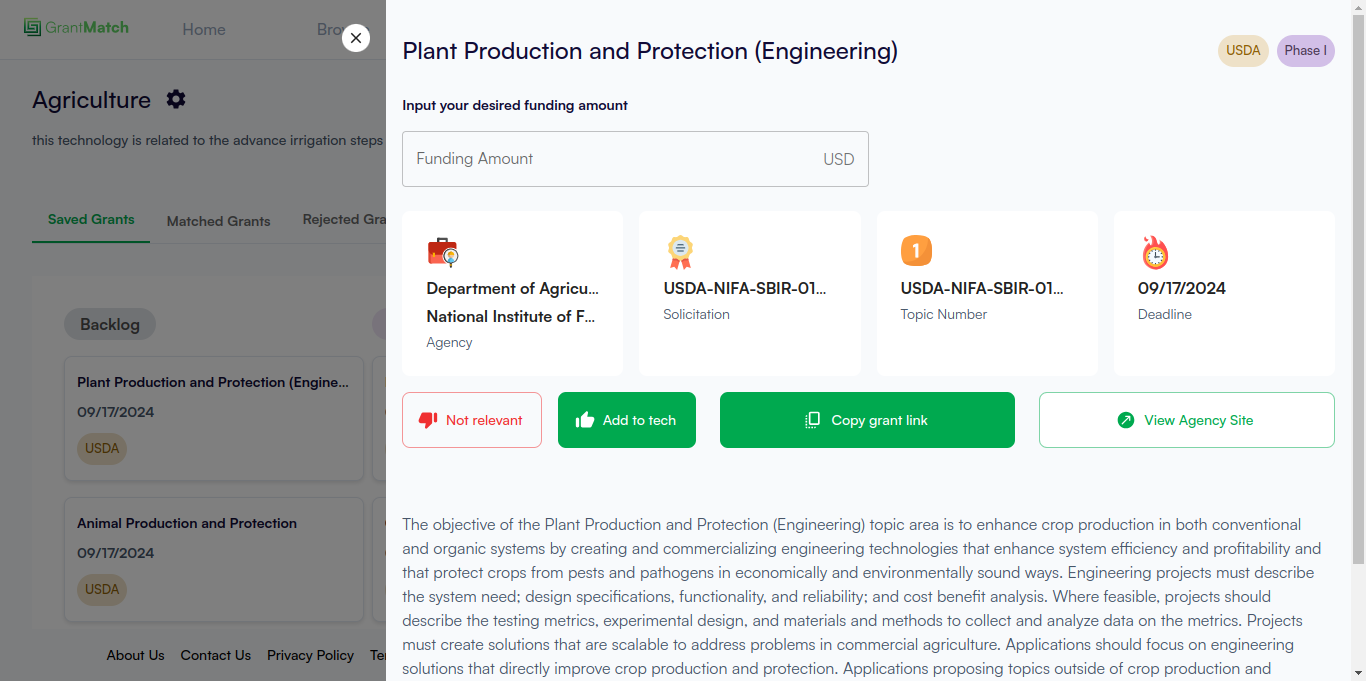 GrantMatch
Home
Bro
Agriculture
this technology is related to the advance irrigation steps
Saved Grants
Matched Grants
Rejected Gra
Backlog
Plant Production and Protection (Engine...
09/17/2024
USDA
Animal Production and Protection
09/17/2024
USDA
About Us
Contact Us
Privacy Policy
Te
Plant Production and Protection (Engineering)
USDA
Phase I
Input your desired funding amount
Funding Amount
USD
Department of Agricu...
National Institute of F...
Agency
USDA-NIFA-SBIR-01...
Solicitation
1
USDA-NIFA-SBIR-01...
Topic Number
09/17/2024
Deadline
Not relevant
Add to tech
Copy grant link
View Agency Site
The objective of the Plant Production and Protection (Engineering) topic area is to enhance crop production in both conventional
and organic systems by creating and commercializing engineering technologies that enhance system efficiency and profitability and
that protect crops from pests and pathogens in economically and environmentally sound ways. Engineering projects must describe
the system need; design specifications, functionality, and reliability; and cost benefit analysis. Where feasible, projects should
describe the testing metrics, experimental design, and materials and methods to collect and analyze data on the metrics. Projects
must create solutions that are scalable to address problems in commercial agriculture. Applications should focus on engineering
solutions that directly improve crop production and protection. Applications proposing topics outside of crop production and